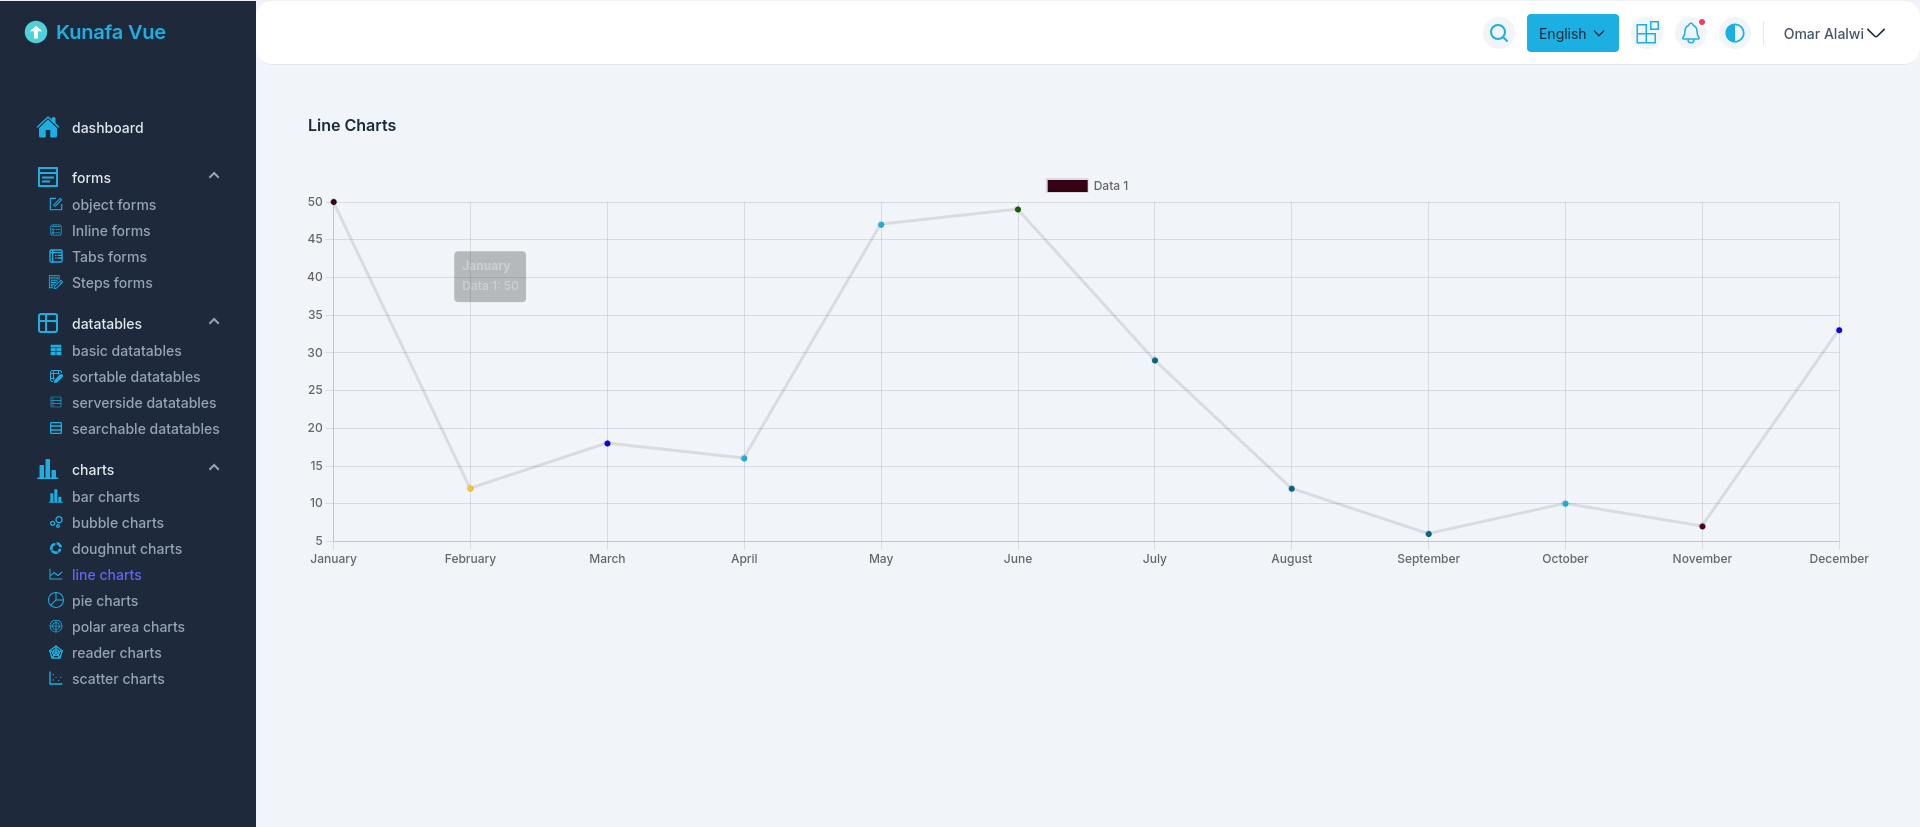 Kunafa Vue
English
Omar Alalwi
dashboard
forms
object forms
Inline forms
Tabs forms
Steps forms
datatables
basic datatables
sortable datatables
serverside datatables
searchable datatables
charts
bar charts
bubble charts
doughnut charts
line charts
pie charts
polar area charts
reader charts
scatter charts
Line Charts
Data 1
50
45
40
35
30
25
20
15
10
5
January
Data 1: 50
January February March April May June July August September October November December